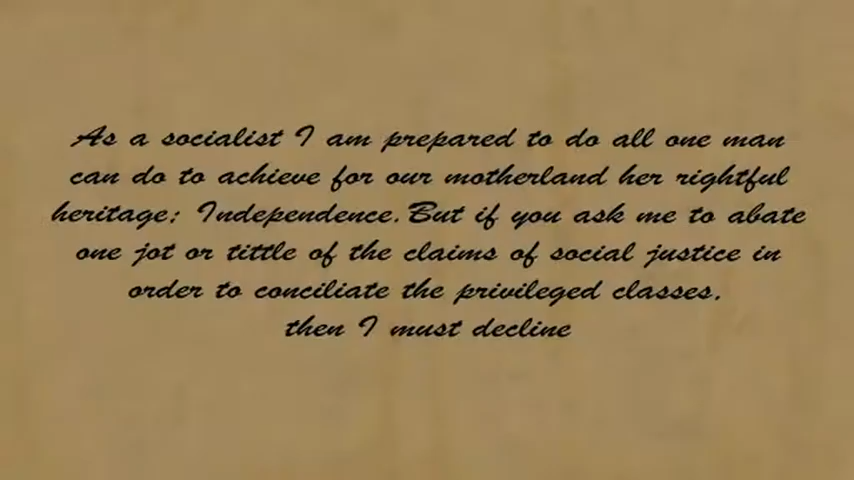 As a socialist I am prepared to do all one man
can do to achieve for our motherland her rightful
heritage; Independence. But if you ask me to abate
one jot or tittle of the claims of social justice in
order to conciliate the privileged classes,
then I must decline